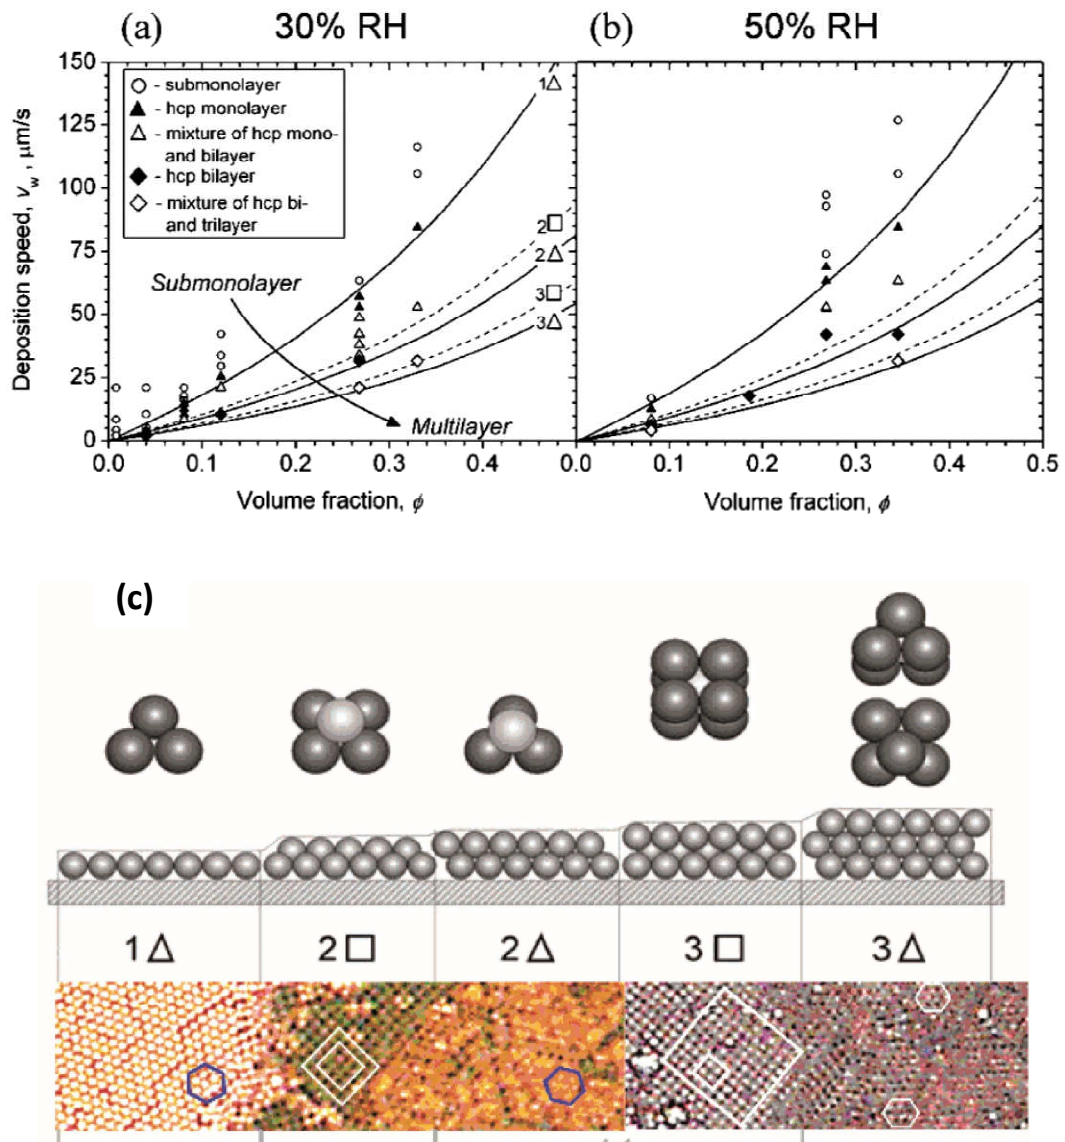 (a) 30% RH (b) 50% RH
150
125
100
75
50
25
0
Deposition speed, vw , μm/s
○ - submonolayer
▲ - hcp monolayer
△ - mixture of hcp mono-
and bilayer
◆ - hcp bilayer
◇ - mixture of hcp bi-
and trilayer
Submonolayer
Multilayer
1△
2□
2△
3□
3△
0.0 0.1 0.2 0.3 0.4 0.0 0.1 0.2 0.3 0.4 0.5
Volume fraction, ϕ Volume fraction, ϕ
(c)
1 △ 2 □ 2 △ 3 □ 3 △